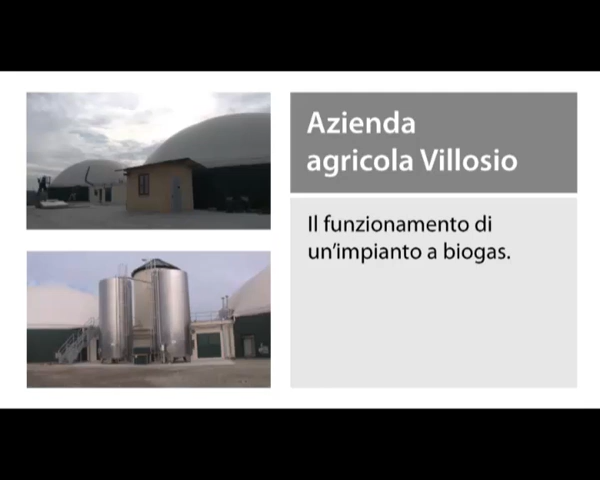 Azienda
agricola Villosio
Il funzionamento di
un'impianto a biogas.